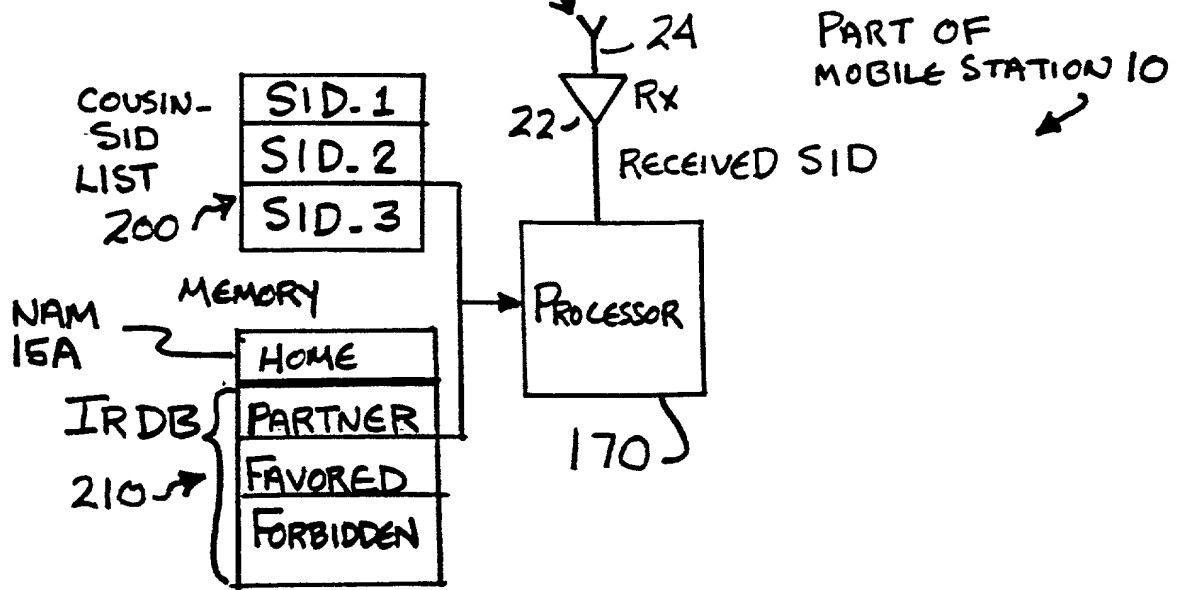 24
PART OF
MOBILE STATION 10
Rx
22
RECEIVED SID
COUSIN-
SID
LIST
200
SID.1
SID.2
SID.3
MEMORY
PROCESSOR
170
NAM
15A
HOME
IRDB
210
PARTNER
FAVORED
FORBIDDEN